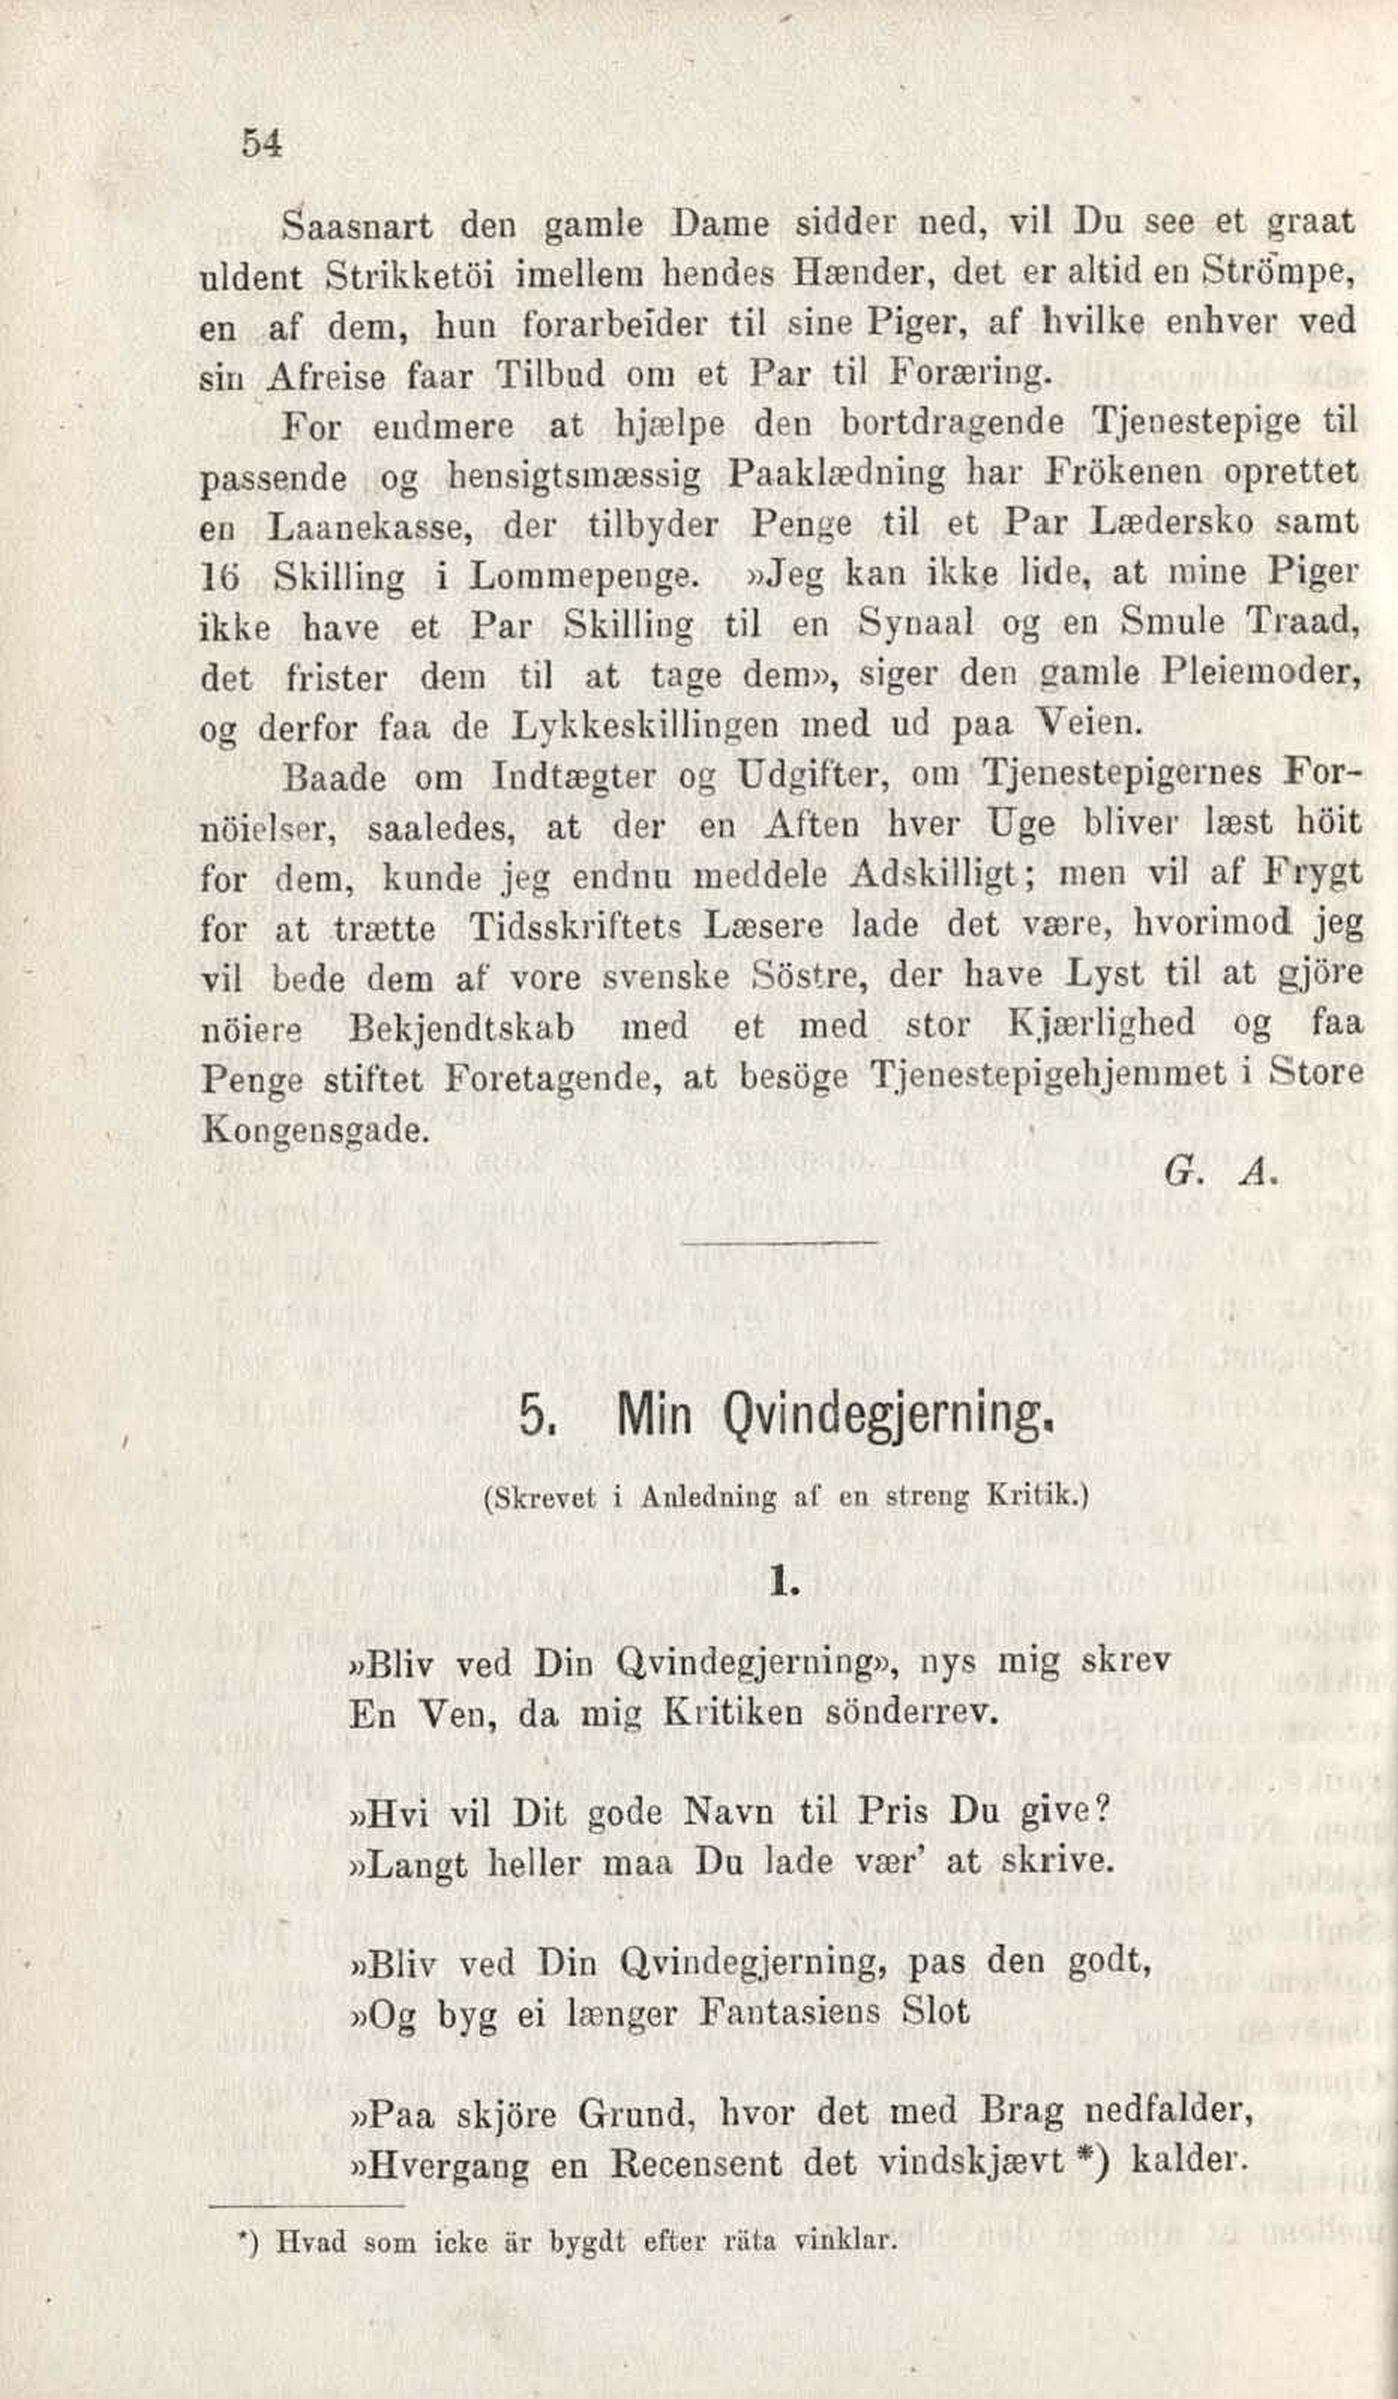 54
Saasnart den gamle Dame sidder ned, vil Du see et graat
uldent Strikketöi imellem hendes Hænder, det er altid en Strömpe,
en af dem, hun forarbeider til sine Piger, af hvilke enhver ved
sin Afreise faar Tilbud om et Par til Foræring.
For endmere at hjælpe den bortdragende Tjenestepige til
passende og hensigtsmæssig Paaklædning har Frökenen oprettet
en Laanekasse, der tilbyder Penge til et Par Lædersko samt
16 Skilling i Lommepenge. »Jeg kan ikke lide, at mine Piger
ikke have et Par Skilling til en Synaal og en Smule Traad,
det frister dem til at tage dem», siger den gamle Pleiemoder,
og derfor faa de Lykkeskillingen med ud paa Veien.
Baade om Indtægter og Udgifter, om Tjenestepigernes For-
nöielser, saaledes, at der en Aften hver Uge bliver læst höit
for dem, kunde jeg endnu meddele Adskilligt; men vil af Frygt
for at trætte Tidsskriftets Læsere lade det være, hvorimod jeg
vil bede dem af vore svenske Söstre, der have Lyst til at gjöre
nöiere Bekjendtskab med et med stor Kjærlighed og faa
Penge stiftet Foretagende, at besöge Tjenestepigehjemmet i Store
Kongensgade.
G. A.
5. Min Qvindegjerning.
(Skrevet i Anledning af en streng Kritik.)
1.
»Bliv ved Din Qvindegjerning», nys mig skrev
En Ven, da mig Kritiken sönderrev.
»Hvi vil Dit gode Navn til Pris Du give?
»Langt heller maa Du lade vær' at skrive.
»Bliv ved Din Qvindegjerning, pas den godt,
»Og byg ei længer Fantasiens Slot
»Paa skjöre Grund, hvor det med Brag nedfalder,
»Hvergang en Recensent det vindskjævt *) kalder.
*) Hvad som icke är bygdt efter räta vinklar.